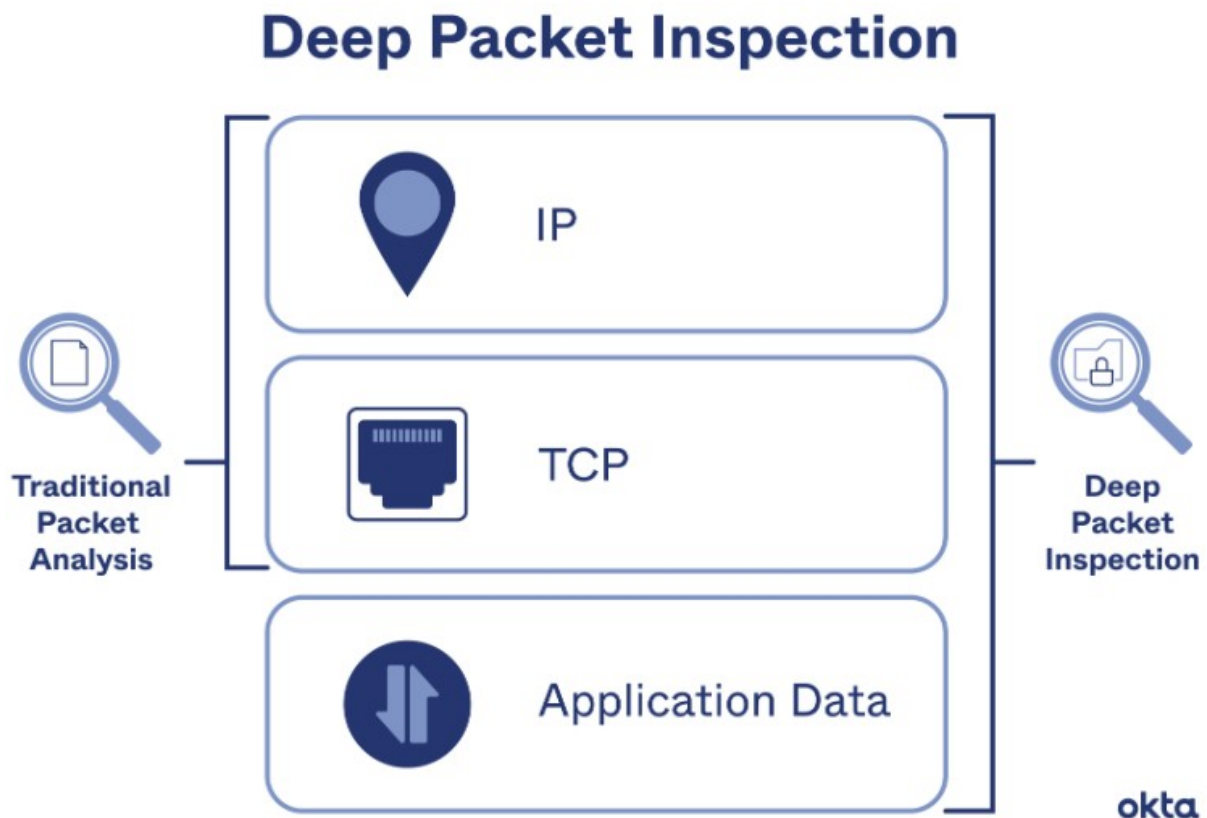 Deep Packet Inspection
IP
TCP
Application Data
Traditional
Packet
Analysis
Deep
Packet
Inspection
okta